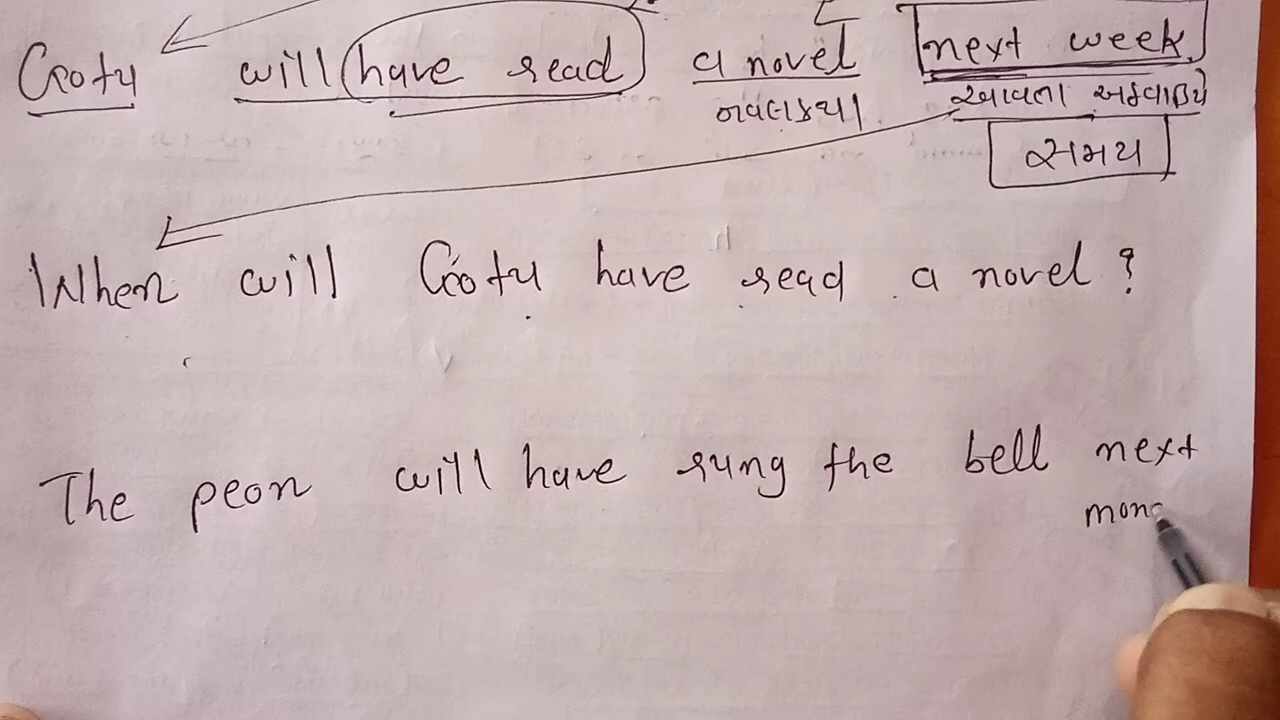 Gotu will have read a novel next week.
નવલકથા આવતા અઠવાડિયે
સમય
When will Gotu have read a novel?
The peon will have rung the bell next
mon